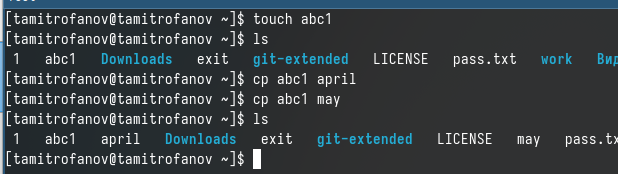 [tamitrofanov@tamitrofanov ~]$ touch abc1
[tamitrofanov@tamitrofanov ~]$ ls
1 abc1 Downloads exit git-extended LICENSE pass.txt work Ви
[tamitrofanov@tamitrofanov ~]$ cp abc1 april
[tamitrofanov@tamitrofanov ~]$ cp abc1 may
[tamitrofanov@tamitrofanov ~]$ ls
1 abc1 april Downloads exit git-extended LICENSE may pass.tx
[tamitrofanov@tamitrofanov ~]$